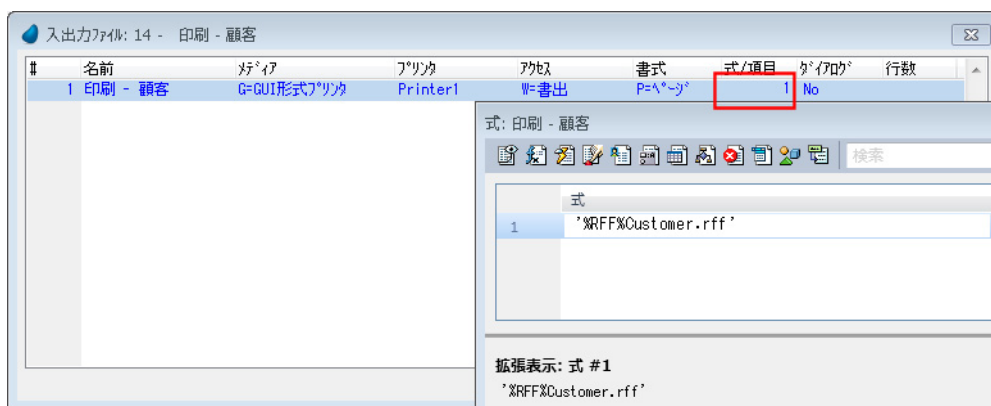 入出力ﾌｧｲﾙ: 14 - 印刷 - 顧客
# 名前 ﾒﾃﾞｨｱ ﾌﾟﾘﾝﾀ ｱｸｾｽ 書式 式/項目 ﾀﾞｲｱﾛｸﾞ 行数
1 印刷 - 顧客 G=GUI形式ﾌﾟﾘﾝﾀ Printer1 W=書出 P=ﾍﾟｰｼﾞ 1 No
式: 印刷 - 顧客
検索
式
1 '%RFF%Customer.rff'
拡張表示: 式 #1
'%RFF%Customer.rff'